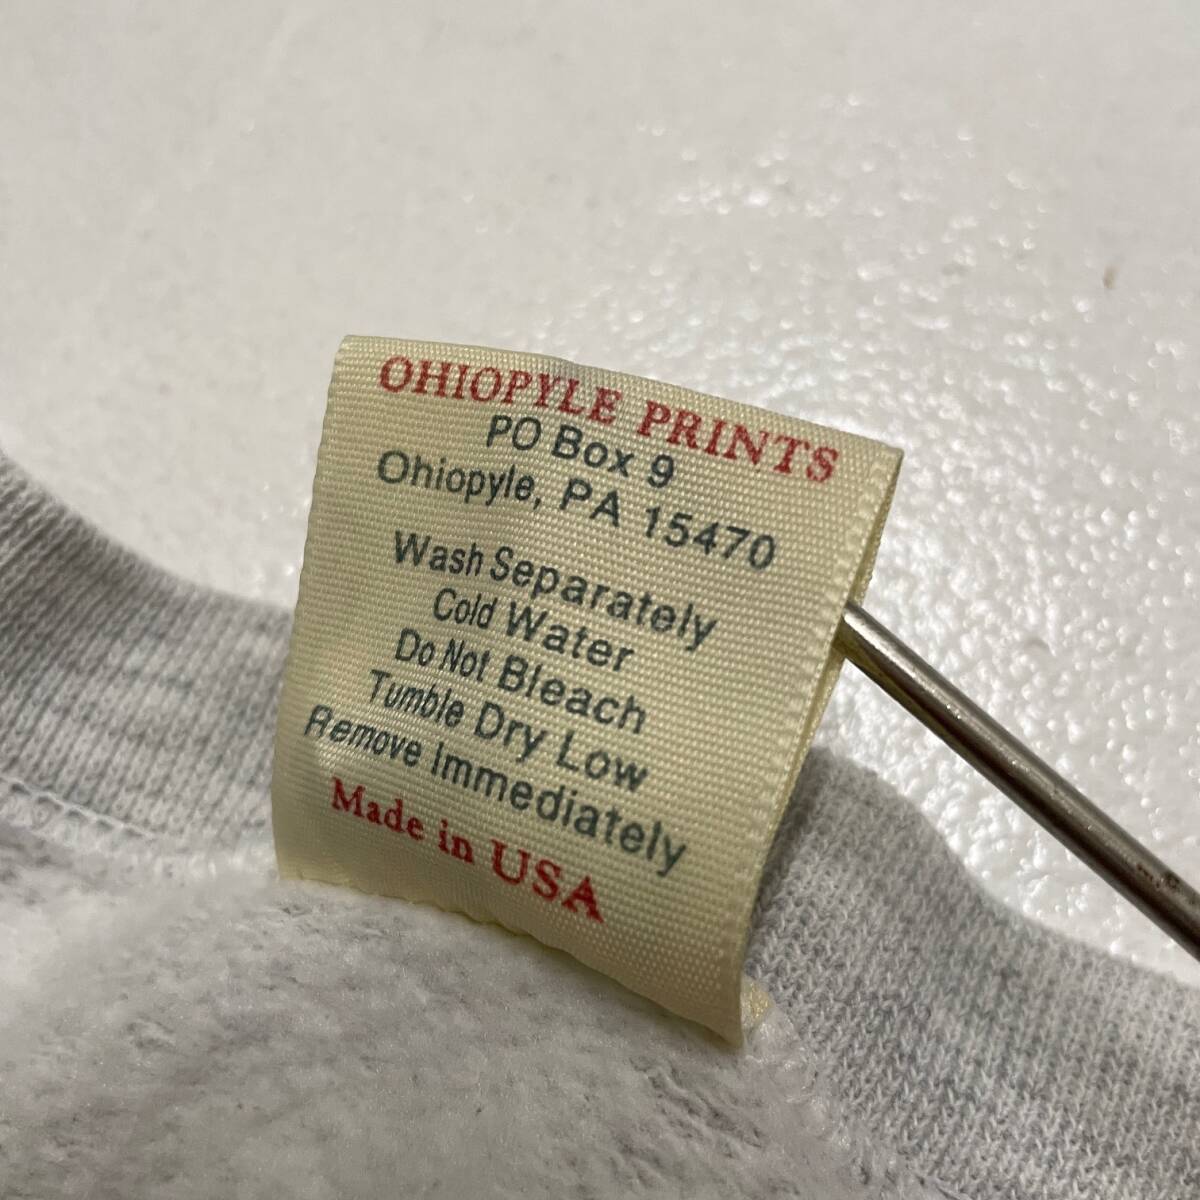 OHIOPYLE PRINTS
PO Box 9
Ohiopyle, PA 15470
Wash Separately
Cold Water
Do Not Bleach
Tumble Dry Low
Remove Immediately
Made in USA